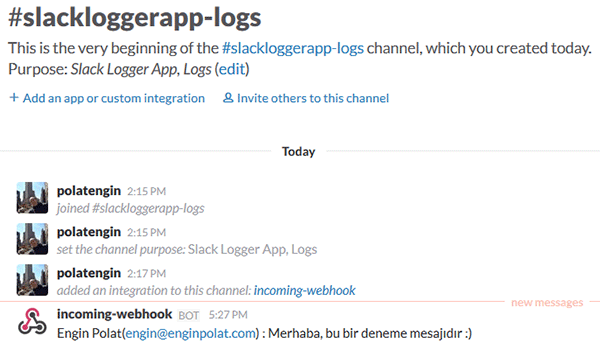 #slackloggerapp-logs
This is the very beginning of the #slackloggerapp-logs channel, which you created today.
Purpose: Slack Logger App, Logs (edit)
+ Add an app or custom integration Invite others to this channel
Today
polatengin 2:15 PM
joined #slackloggerapp-logs
polatengin 2:15 PM
set the channel purpose: Slack Logger App, Logs
polatengin 2:17 PM
added an integration to this channel: incoming-webhook
new messages
incoming-webhook BOT 5:27 PM
Engin Polat(engin@enginpolat.com) : Merhaba, bu bir deneme mesajıdır :)